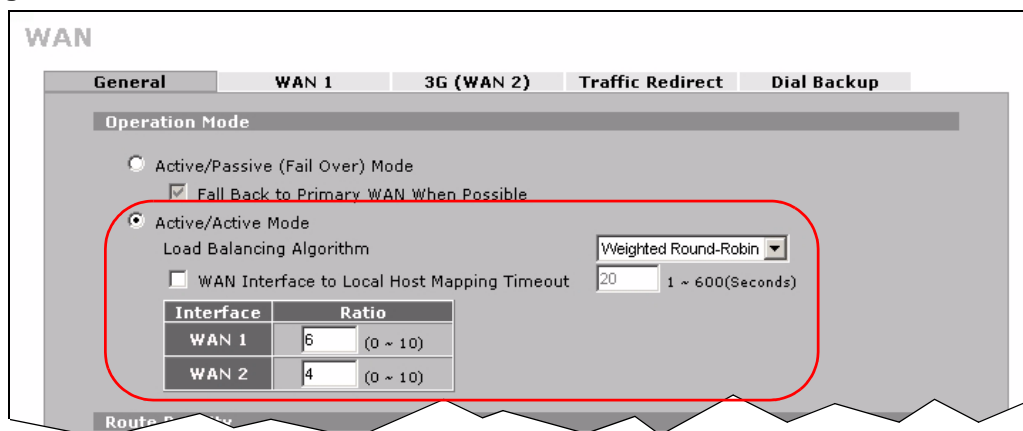 WAN
General WAN 1 3G (WAN 2) Traffic Redirect Dial Backup
Operation Mode
Active/Passive (Fail Over) Mode
Fall Back to Primary WAN When Possible
Active/Active Mode
Load Balancing Algorithm Weighted Round-Robin
WAN Interface to Local Host Mapping Timeout 20 1 ~ 600(Seconds)
Interface Ratio
WAN 1 6 (0 ~ 10)
WAN 2 4 (0 ~ 10)
Route